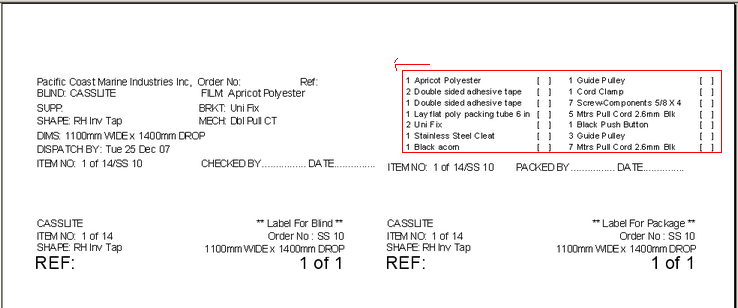 Pacific Coast Marine Industries Inc, Order No: Ref:
BLIND: CASSLITE FILM: Apricot Polyester
SUPP:
BRKT: Uni Fix
SHAPE: RH Inv Tap MECH: Dbl Pull CT
DIMS: 1100mm WIDE x 1400mm DROP
DISPATCH BY: Tue 25 Dec 07
ITEM NO: 1 of 14/SS 10 CHECKED BY............... DATE...............
1 Apricot Polyester [ ] 1 Guide Pulley [ ]
2 Double sided adhesive tape [ ] 1 Cord Clamp [ ]
1 Double sided adhesive tape [ ] 7 ScrewComponents 5/8 X 4 [ ]
1 Lay flat poly packing tube 6 in [ ] 5 Mtrs Pull Cord 2.6mm Blk [ ]
2 Uni Fix [ ] 1 Black Push Button [ ]
1 Stainless Steel Cleat [ ] 3 Guide Pulley [ ]
1 Black acorn [ ] 7 Mtrs Pull Cord 2.6mm Blk [ ]
ITEM NO: 1 of 14/SS 10 PACKED BY ............... DATE..............
CASSLITE ** Label For Blind **
ITEM NO: 1 of 14 Order No : SS 10
SHAPE: RH Inv Tap 1100mm WIDE x 1400mm DROP
REF: 1 of 1
CASSLITE ** Label For Package **
ITEM NO: 1 of 14 Order No : SS 10
SHAPE: RH Inv Tap 1100mm WIDE x 1400mm DROP
REF: 1 of 1